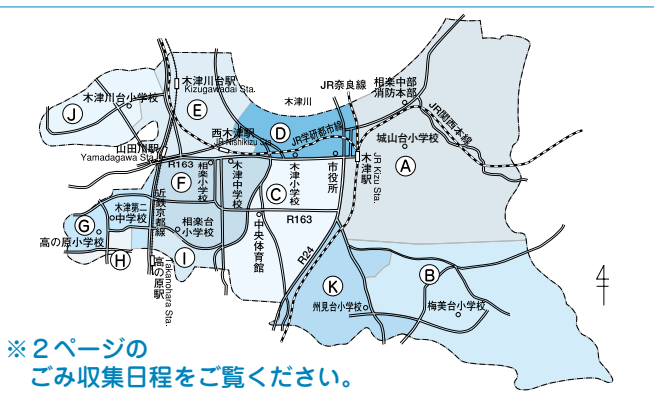 木津川台駅
Kizugawadai Sta.
木津川
JR奈良線
相楽中部
消防本部
J
木津川台小学校
E
西木津駅
JR Nishikizu Sta.
D
JR学研都市線
JR関西本線
城山台小学校
A
山田川駅
Yamadagawa Sta.
R163
F
相楽小学校
木津中学校
C
木津小学校
市役所
木津駅
JR Kizu Sta.
木津第二
中学校
G
高の原小学校
近鉄京都線
相楽台
小学校
中央体育館
R163
R24
H
I
高の原駅
Takanohara Sta.
K
州見台小学校
B
梅美台小学校
4
※２ページの
ごみ収集日程をご覧ください。